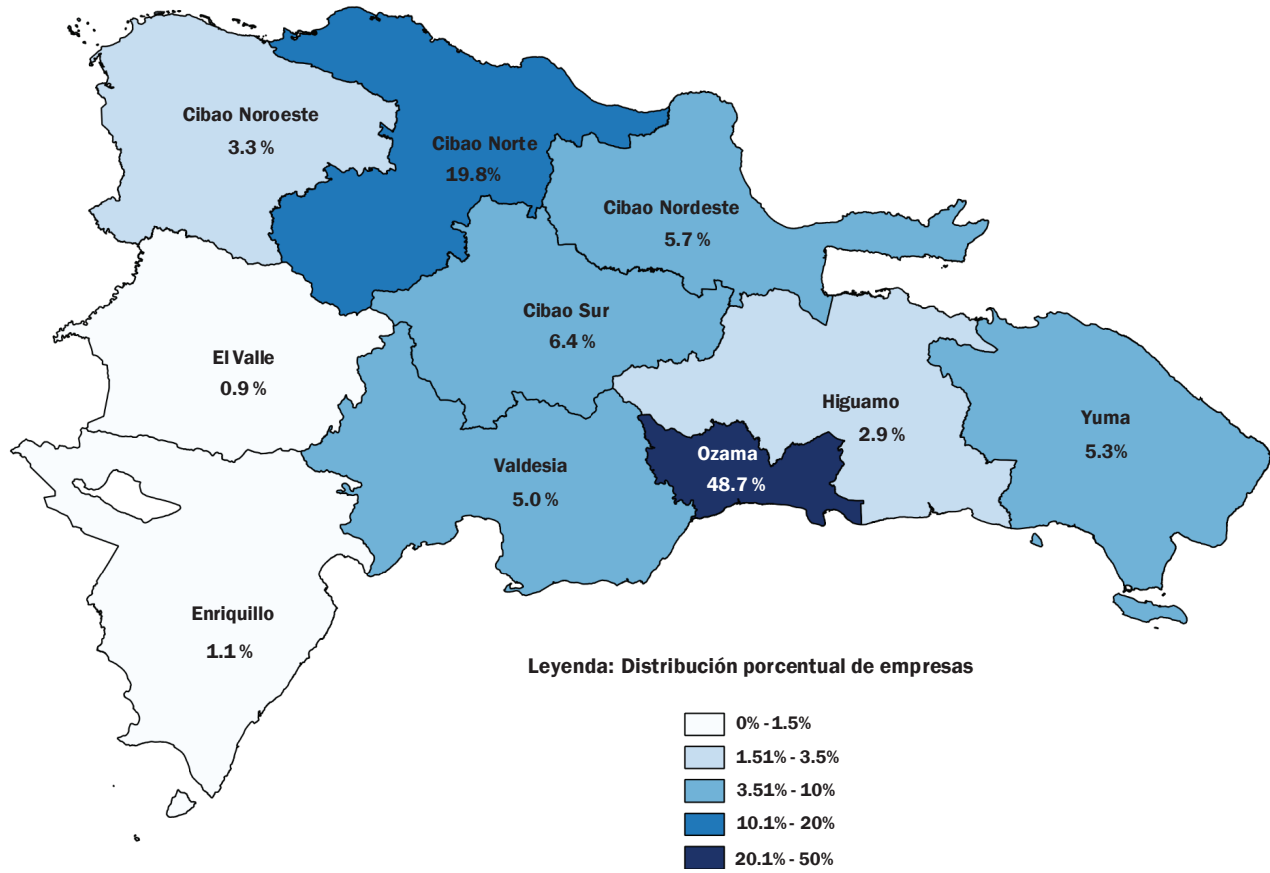 Cibao Noroeste
3.3 %
Cibao Norte
19.8%
Cibao Nordeste
5.7 %
Cibao Sur
6.4 %
El Valle
0.9 %
Higuamo
2.9 %
Yuma
5.3%
Ozama
48.7 %
Valdesia
5.0 %
Enriquillo
1.1 %
Leyenda: Distribución porcentual de empresas
0% - 1.5%
1.51% - 3.5%
3.51% - 10%
10.1% - 20%
20.1% - 50%